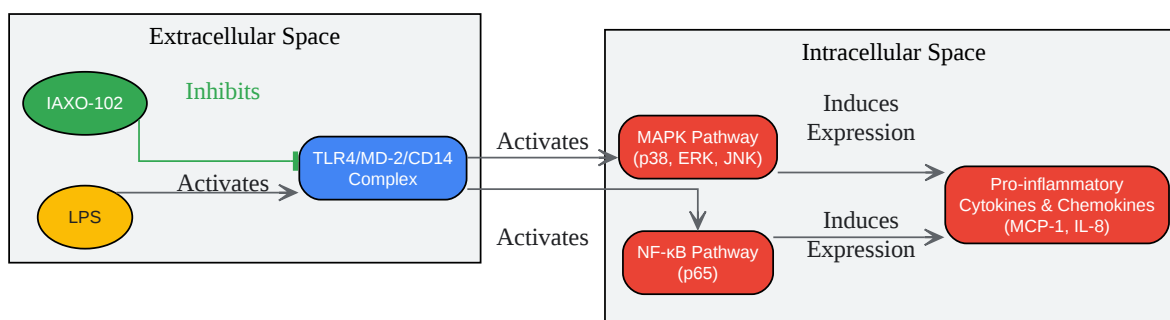 Extracellular Space
IAXO-102
Inhibits
TLR4/MD-2/CD14
Complex
Activates
LPS
Activates
Activates
Intracellular Space
MAPK Pathway
(p38, ERK, JNK)
Induces
Expression
NF-κB Pathway
(p65)
Induces
Expression
Pro-inflammatory
Cytokines & Chemokines
(MCP-1, IL-8)